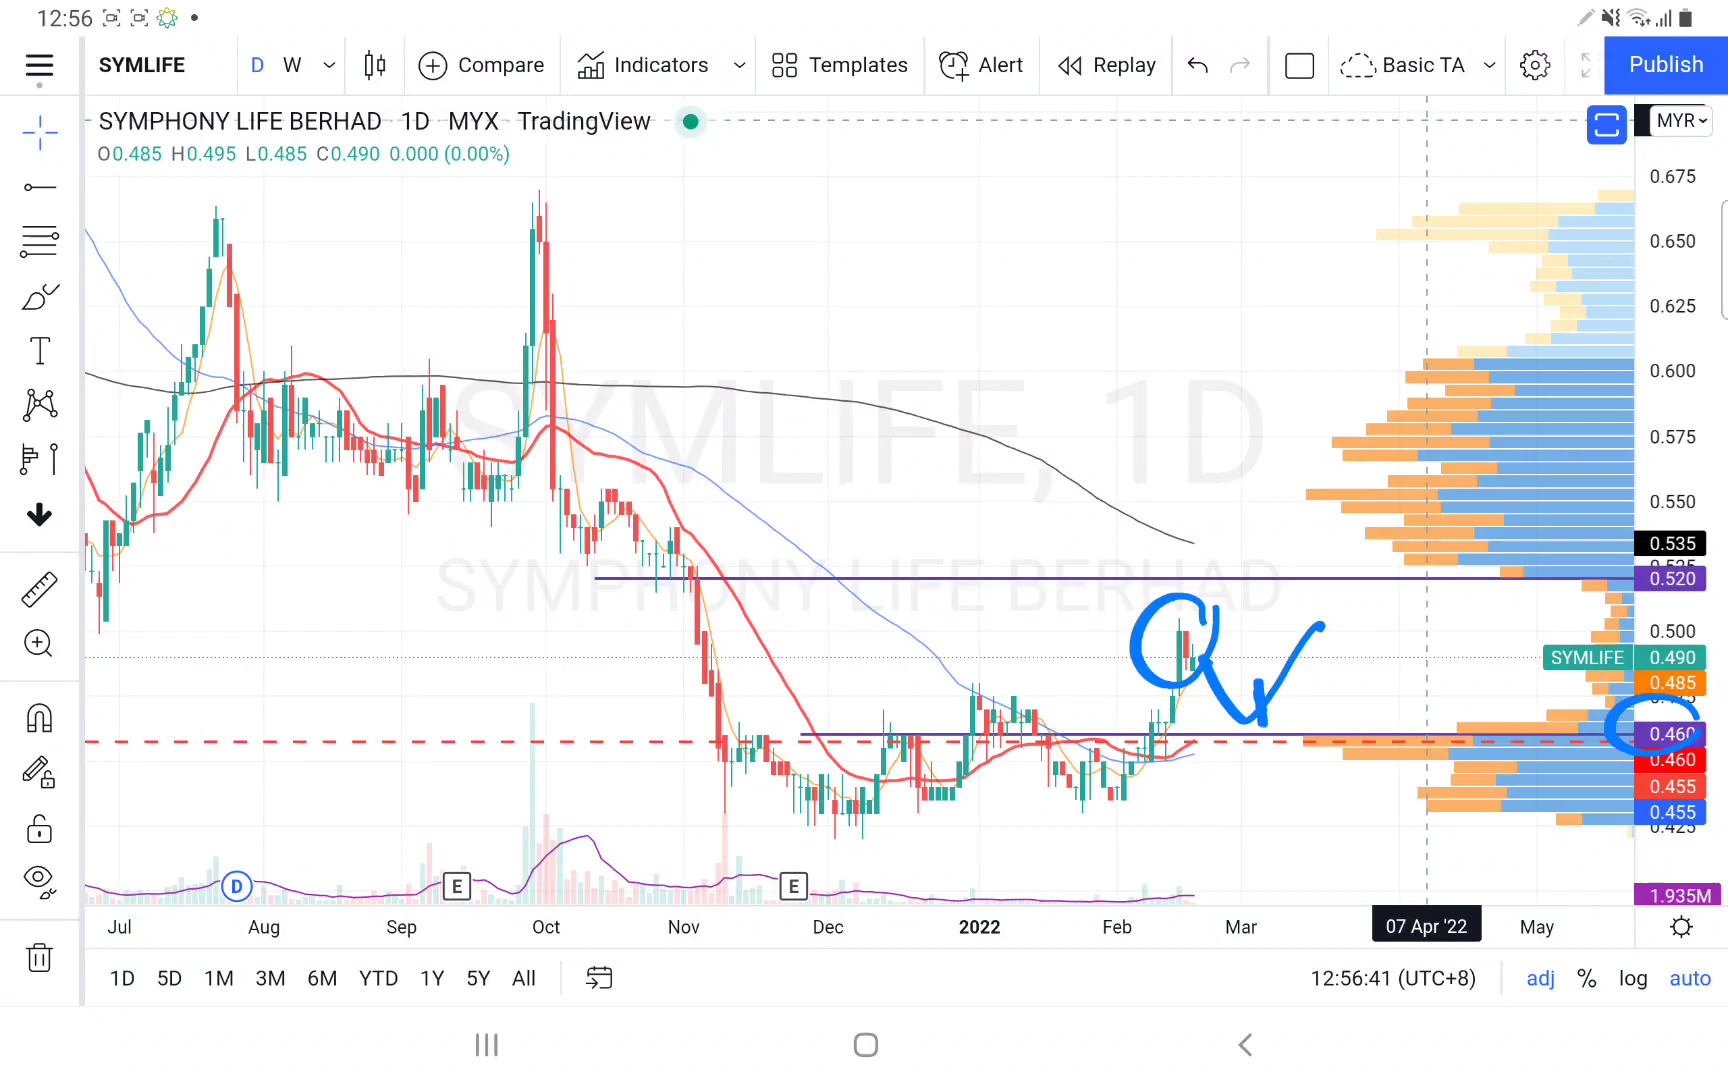 12:56
SYMLIFE D W Compare Indicators Templates Alert Replay Basic TA Publish
SYMPHONY LIFE BERHAD 1D MYX TradingView
MYR
O0.485 H0.495 L0.485 C0.490 0.000 (0.00%)
0.675
0.650
0.625
0.600
0.575
0.550
0.535
0.520
0.500
SYMLIFE 0.490
0.485
0.460
0.460
0.455
0.455
0.425
1.935M
SYMLIFE, 1D
SYMPHONY LIFE BERHAD
D E E
Jul Aug Sep Oct Nov Dec 2022 Feb Mar 07 Apr '22 May
1D 5D 1M 3M 6M YTD 1Y 5Y All 12:56:41 (UTC+8) adj % log auto